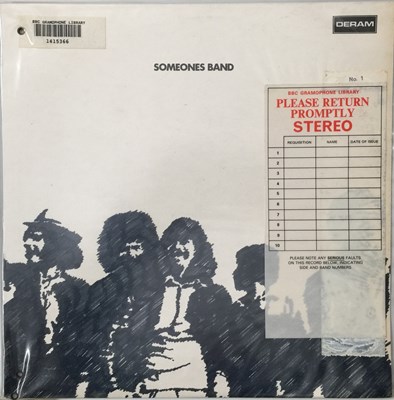 BBC GRAMOPHONE LIBRARY
1415366
DERAM
SOMEONES BAND
No. 1
BBC GRAMOPHONE LIBRARY
PLEASE RETURN
PROMPTLY
STEREO
REQUISITION NAME DATE OF ISSUE
1
2
3
4
5
6
7
8
9
10
PLEASE NOTE ANY SERIOUS FAULTS
ON THIS RECORD BELOW, INDICATING
SIDE AND BAND NUMBERS.